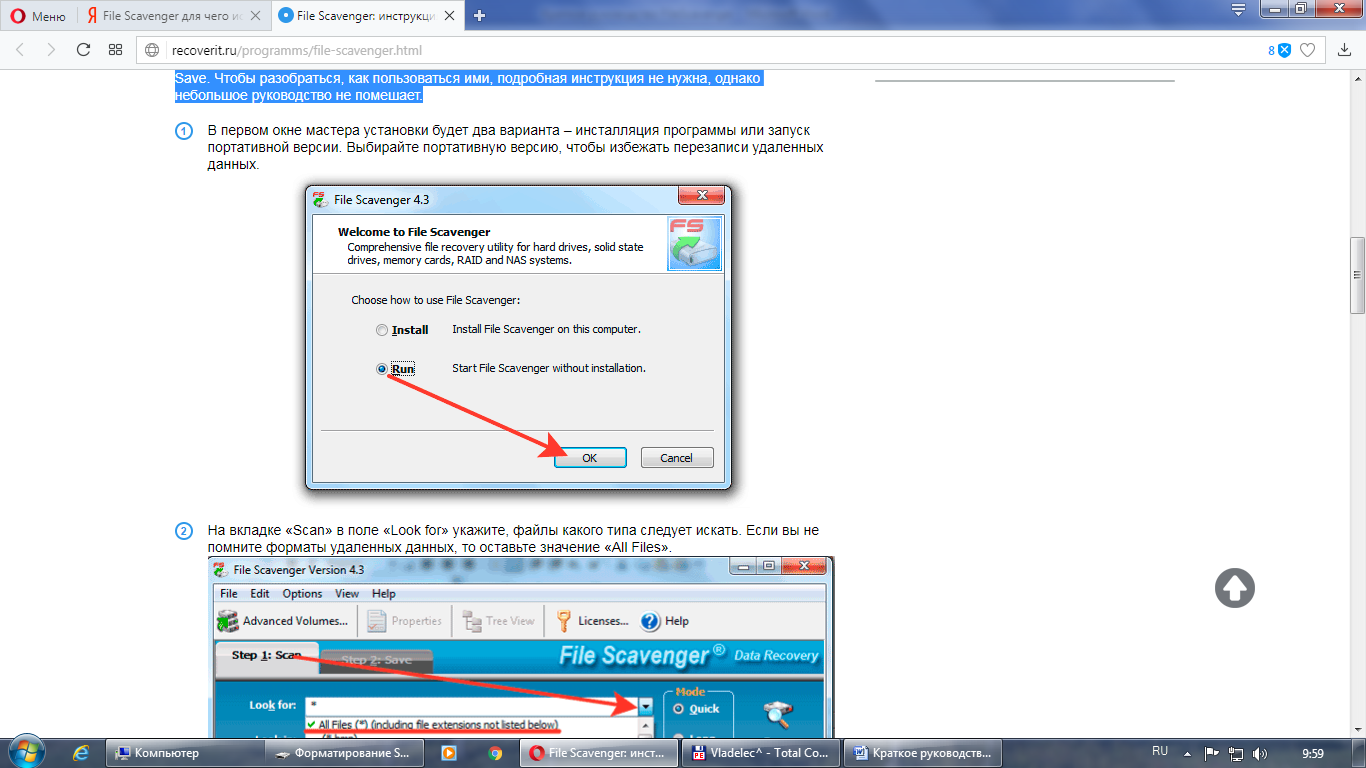 Меню
File Scavenger для чего ис
File Scavenger: инструкци
recoverit.ru/programms/file-scavenger.html
8
Save. Чтобы разобраться, как пользоваться ими, подробная инструкция не нужна, однако
небольшое руководство не помешает.
1
В первом окне мастера установки будет два варианта – инсталляция программы или запуск
портативной версии. Выбирайте портативную версию, чтобы избежать перезаписи удаленных
данных.
File Scavenger 4.3
Welcome to File Scavenger
Comprehensive file recovery utility for hard drives, solid state
drives, memory cards, RAID and NAS systems.
FS
Choose how to use File Scavenger:
Install Install File Scavenger on this computer.
Run Start File Scavenger without installation.
OK Cancel
2
На вкладке «Scan» в поле «Look for» укажите, файлы какого типа следует искать. Если вы не
помните форматы удаленных данных, то оставьте значение «All Files».
File Scavenger Version 4.3
File Edit Options View Help
Advanced Volumes... Properties Tree View Licenses... Help
Step 1: Scan Step 2: Save File Scavenger® Data Recovery
Look for: *
Mode
Quick
All Files (*) (including file extensions not listed below)
Компьютер
Форматирование S...
File Scavenger: инст...
Vladelec^ - Total Co...
Краткое руководств...
RU
9:59